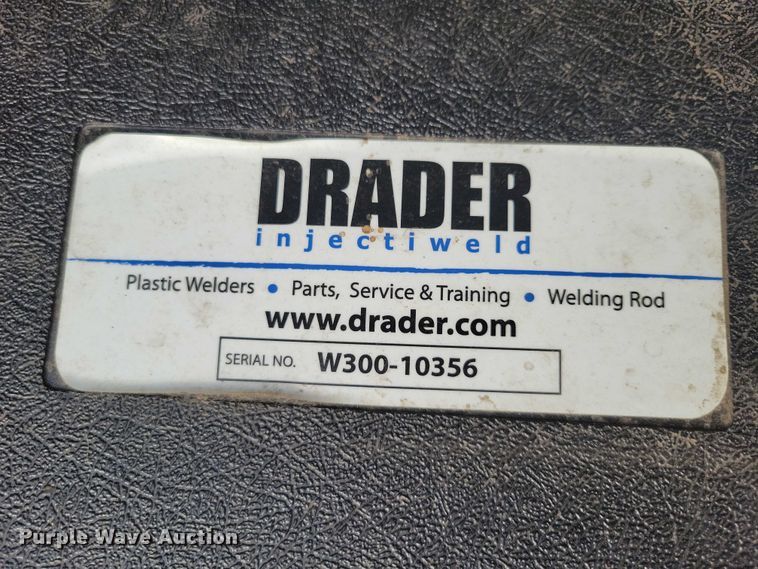 DRADER
injectiweld
Plastic Welders • Parts, Service & Training • Welding Rod
www.drader.com
SERIAL NO. W300-10356
Purple Wave Auction